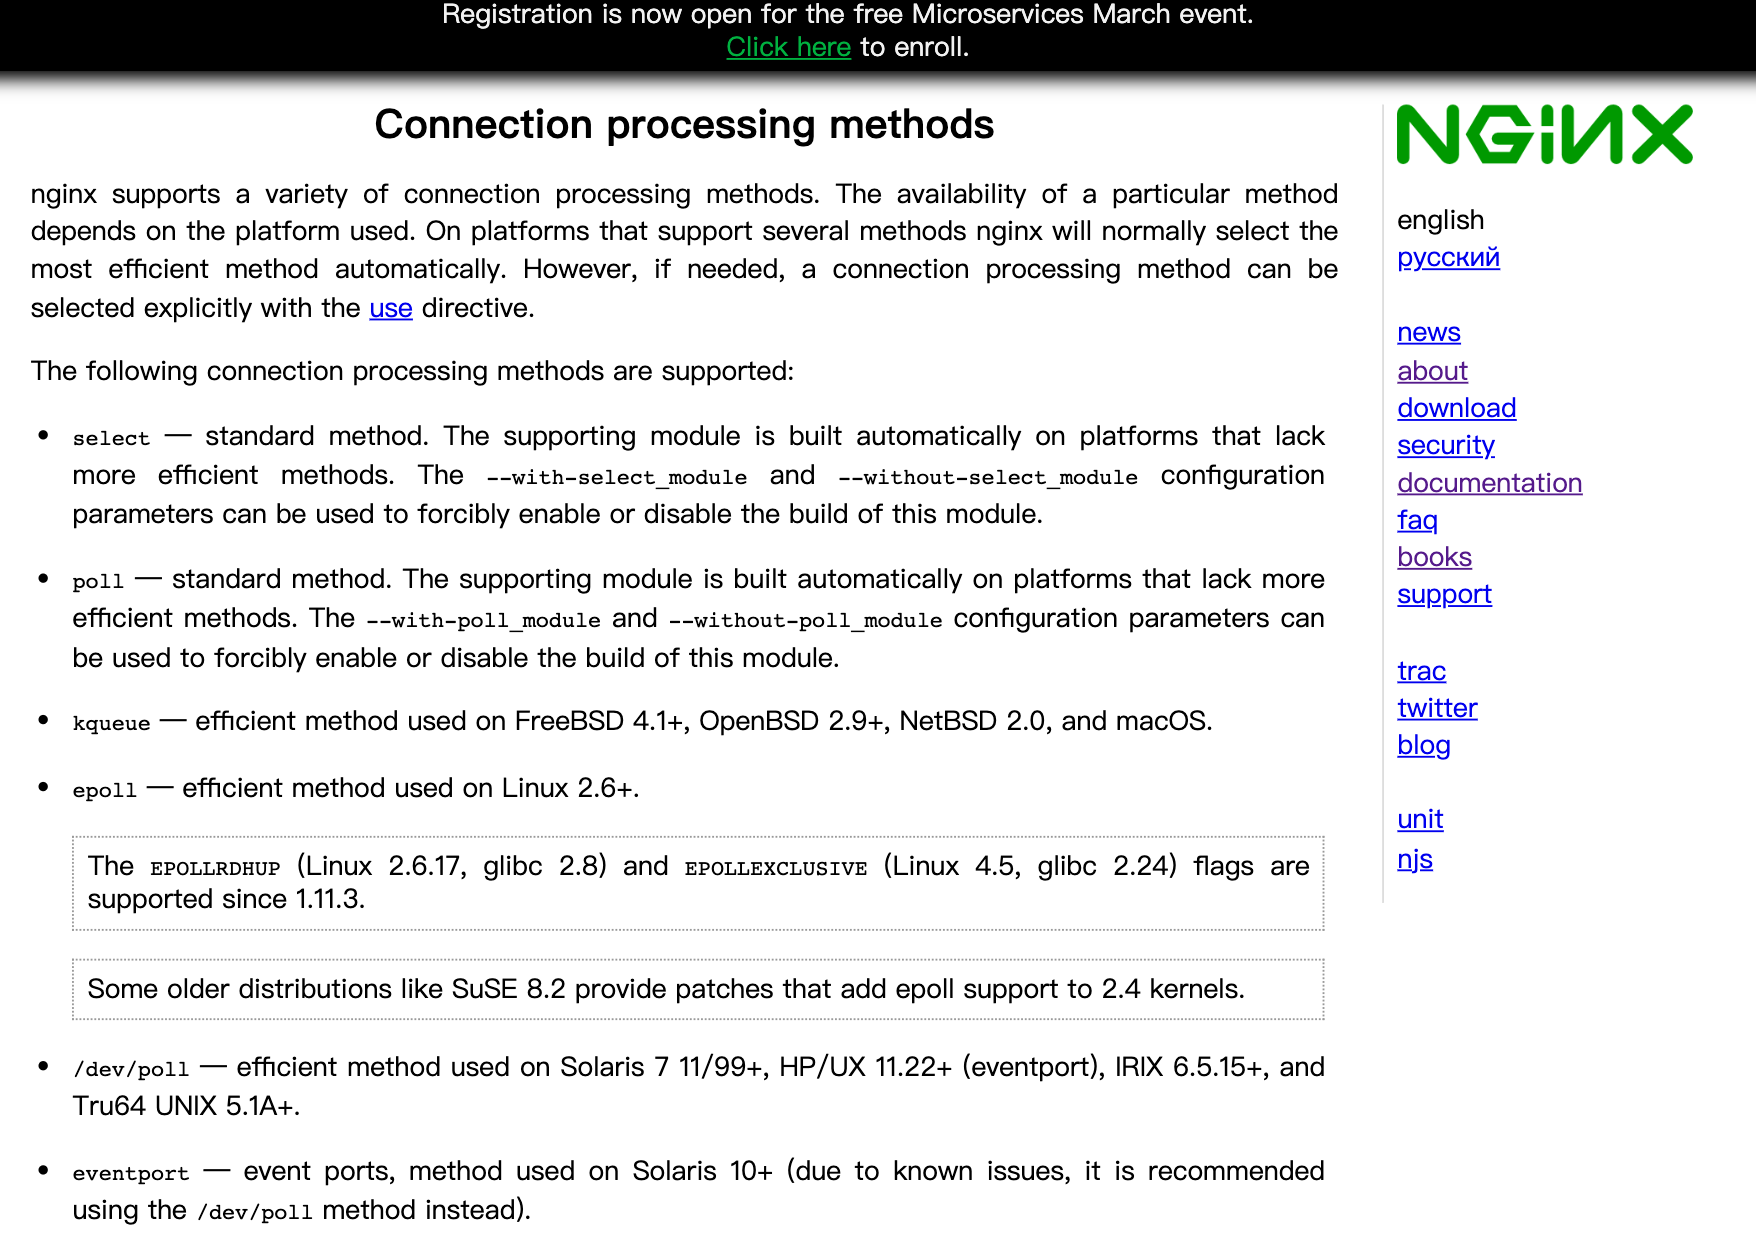 Registration is now open for the free Microservices March event.
Click here to enroll.
Connection processing methods
nginx supports a variety of connection processing methods. The availability of a particular method
depends on the platform used. On platforms that support several methods nginx will normally select the
most efficient method automatically. However, if needed, a connection processing method can be
selected explicitly with the use directive.
The following connection processing methods are supported:
• select — standard method. The supporting module is built automatically on platforms that lack
more efficient methods. The --with-select_module and --without-select_module configuration
parameters can be used to forcibly enable or disable the build of this module.
• poll — standard method. The supporting module is built automatically on platforms that lack more
efficient methods. The --with-poll_module and --without-poll_module configuration parameters can
be used to forcibly enable or disable the build of this module.
• kqueue — efficient method used on FreeBSD 4.1+, OpenBSD 2.9+, NetBSD 2.0, and macOS.
• epoll — efficient method used on Linux 2.6+.
The EPOLLRDHUP (Linux 2.6.17, glibc 2.8) and EPOLLEXCLUSIVE (Linux 4.5, glibc 2.24) flags are
supported since 1.11.3.
Some older distributions like SuSE 8.2 provide patches that add epoll support to 2.4 kernels.
• /dev/poll — efficient method used on Solaris 7 11/99+, HP/UX 11.22+ (eventport), IRIX 6.5.15+, and
Tru64 UNIX 5.1A+.
• eventport — event ports, method used on Solaris 10+ (due to known issues, it is recommended
using the /dev/poll method instead).
NGINX
english
русский
news
about
download
security
documentation
faq
books
support
trac
twitter
blog
unit
njs